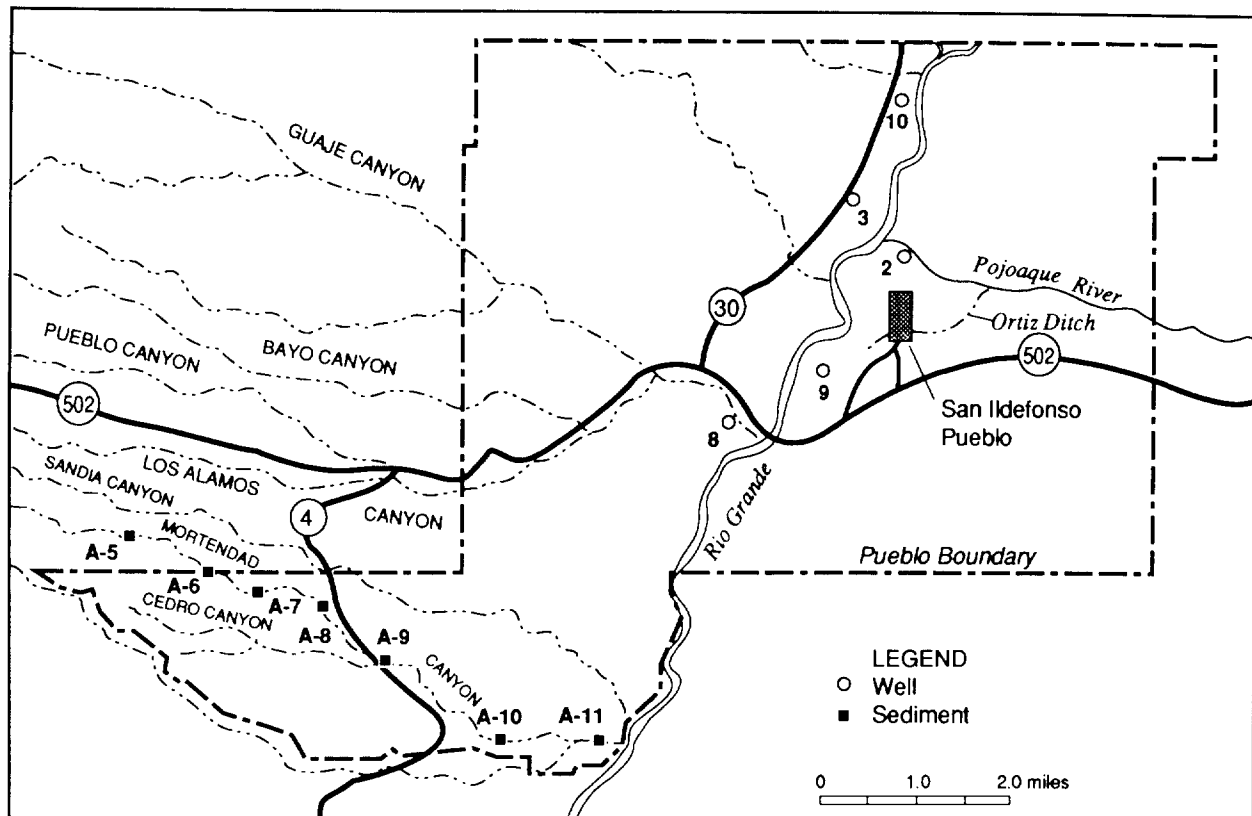 GUAJE CANYON
10
3
2
Pojoaque River
30
Ortiz Ditch
PUEBLO CANYON
BAYO CANYON
502
502
9
San Ildefonso
Pueblo
8
LOS ALAMOS
CANYON
SANDIA CANYON
4
Rio Grande
MORTENDAD
CANYON
A-5
Pueblo Boundary
A-6
A-7
CEDRO CANYON
A-8
A-9
A-10
A-11
LEGEND
Well
Sediment
0 1.0 2.0 miles